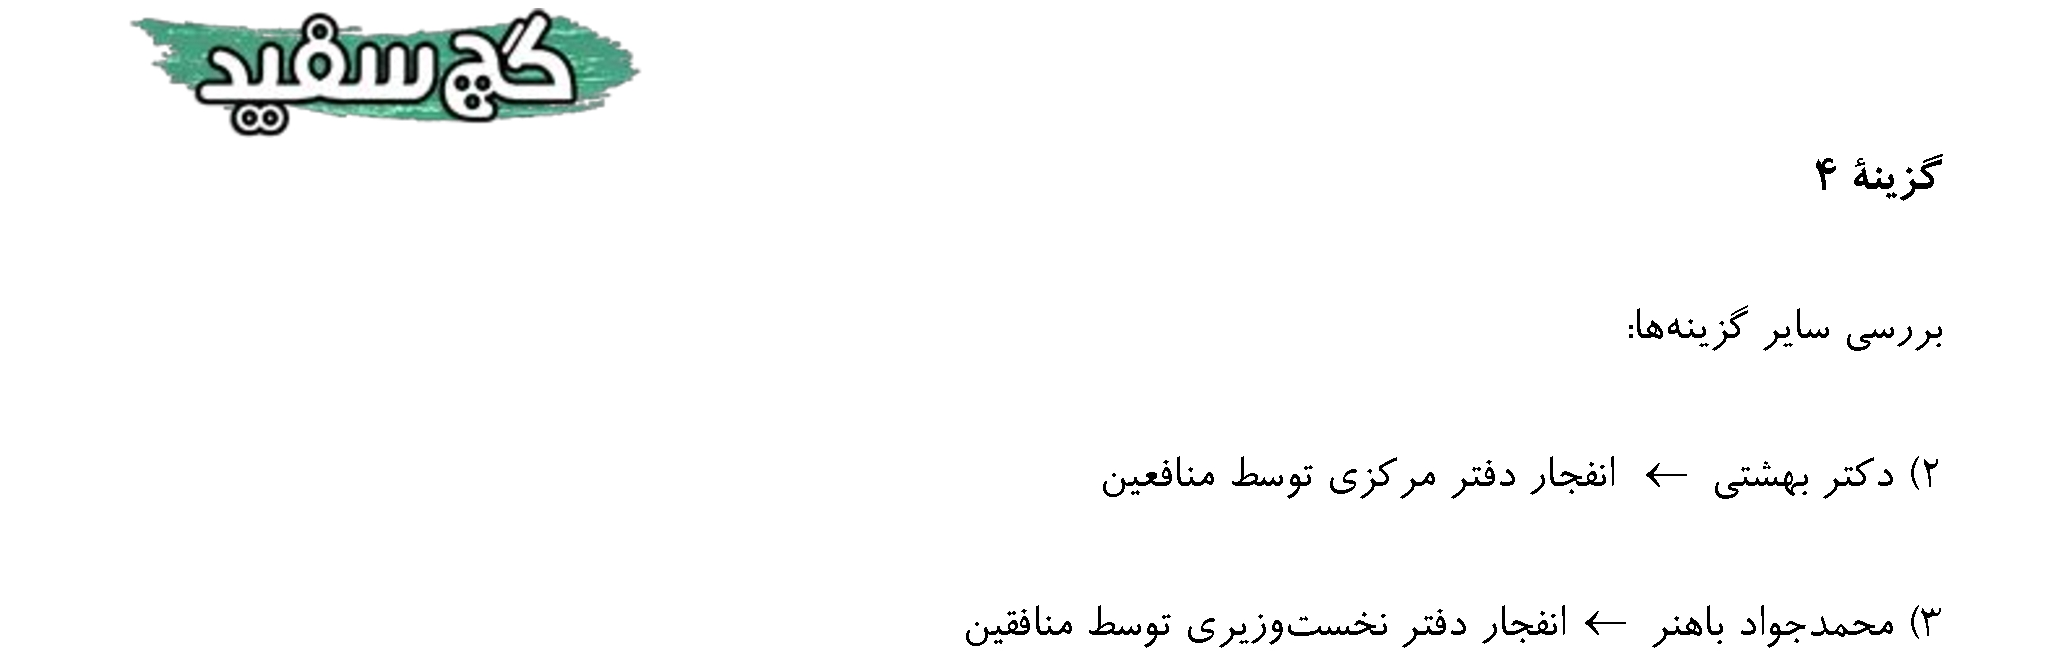 گچ سفید
گزینهٔ ۴
بررسی سایر گزینه‌ها:
۲) دکتر بهشتی ← انفجار دفتر مرکزی توسط منافعین
۳) محمدجواد باهنر ← انفجار دفتر نخست‌وزیری توسط منافقین